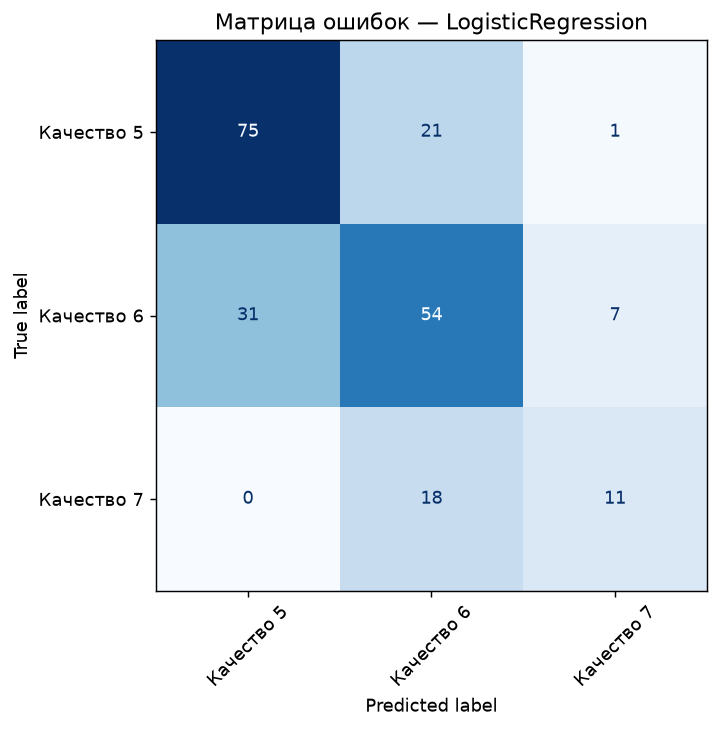 Матрица ошибок — LogisticRegression
True label
Качество 5
75 21 1
Качество 6
31 54 7
Качество 7
0 18 11
Качество 5 Качество 6 Качество 7
Predicted label